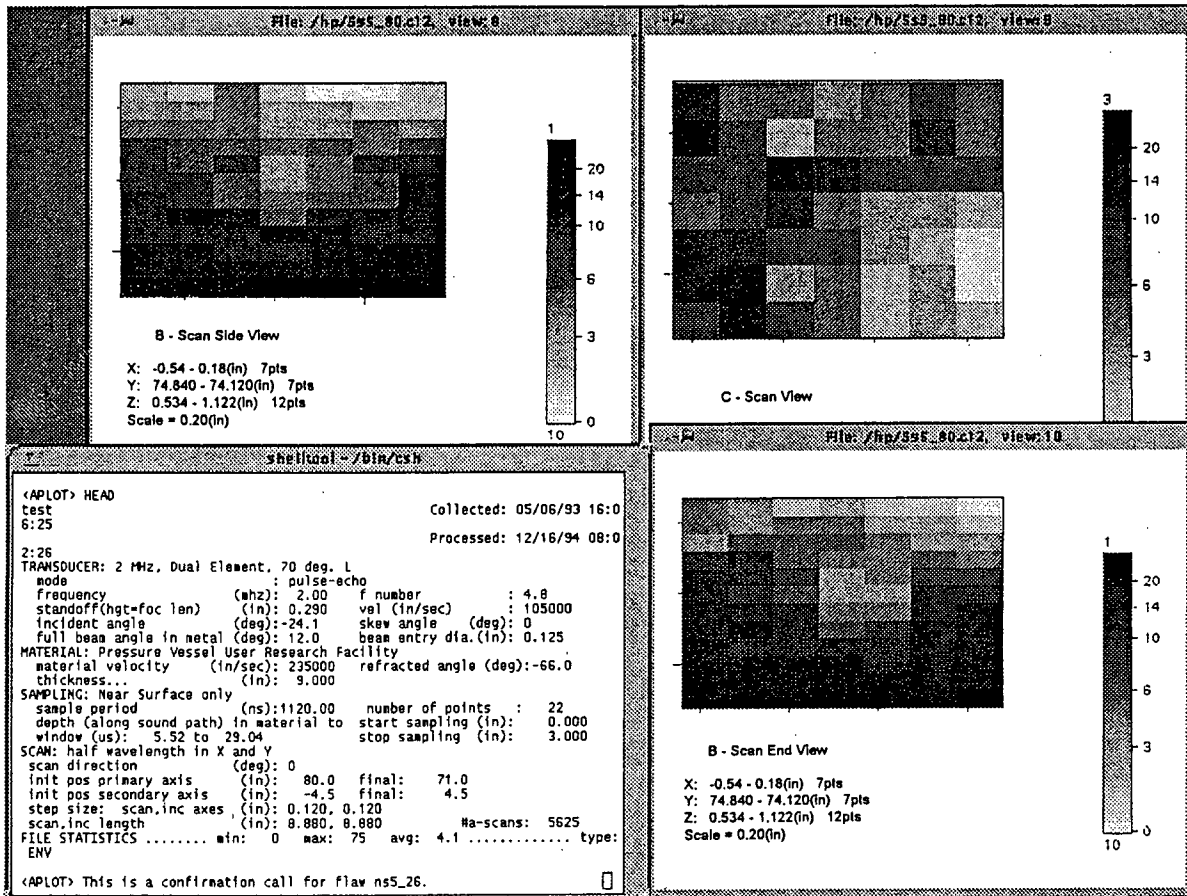 File: /hp/Ss5_80.c12, view:8
1
20
14
10
6
3
0
10
B - Scan Side View
X: -0.54 - 0.18(in) 7pts
Y: 74.840 - 74.120(in) 7pts
Z: 0.534 - 1.122(in) 12pts
Scale = 0.20(in)
File: /hp/Ss5_80.c12, view:9
3
20
14
10
6
3
C - Scan View
shelltool - /bin/csh
<APLOT> HEAD
test Collected: 05/06/93 16:0
6:25
Processed: 12/16/94 08:0
2:26
TRANSDUCER: 2 MHz, Dual Element, 70 deg. L
mode : pulse-echo
frequency (mhz): 2.00 f number : 4.8
standoff(hgt=foc len) (in): 0.290 vel (in/sec) : 105000
incident angle (deg):-24.1 skew angle (deg): 0
full beam angle in metal (deg): 12.0 beam entry dia.(in): 0.125
MATERIAL: Pressure Vessel User Research Facility
material velocity (in/sec): 235000 refracted angle (deg):-66.0
thickness... (in): 9.000
SAMPLING: Near Surface only
sample period (ns):1120.00 number of points : 22
depth (along sound path) in material to start sampling (in): 0.000
window (us): 5.52 to 29.04 stop sampling (in): 3.000
SCAN: half wavelength in X and Y
scan direction (deg): 0
init pos primary axis (in): 80.0 final: 71.0
init pos secondary axis (in): -4.5 final: 4.5
step size: scan,inc axes (in): 0.120, 0.120
scan,inc length (in): 8.880, 8.880 #a-scans: 5625
FILE STATISTICS ........ min: 0 max: 75 avg: 4.1 ............. type:
ENV
<APLOT> This is a confirmation call for flaw ns5_26.
File: /hp/Ss5_80.c12, view:10
1
20
14
10
6
3
0
10
B - Scan End View
X: -0.54 - 0.18(in) 7pts
Y: 74.840 - 74.120(in) 7pts
Z: 0.534 - 1.122(in) 12pts
Scale = 0.20(in)